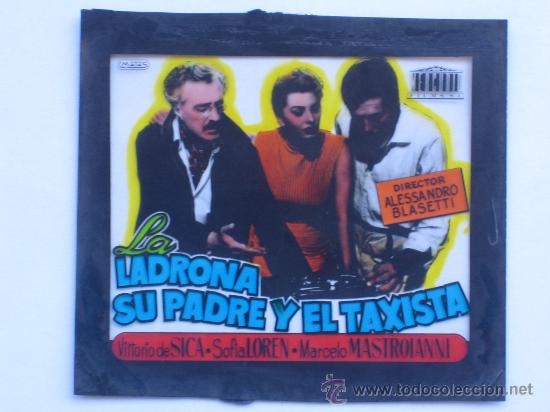 DIRECTOR
ALESSANDRO
BLASETTI
La
LADRONA
SU PADRE Y EL TAXISTA
Vittorio de SICA • Sofia LOREN • Marcelo MASTROIANNI
todocoleccion
www.todocoleccion.net